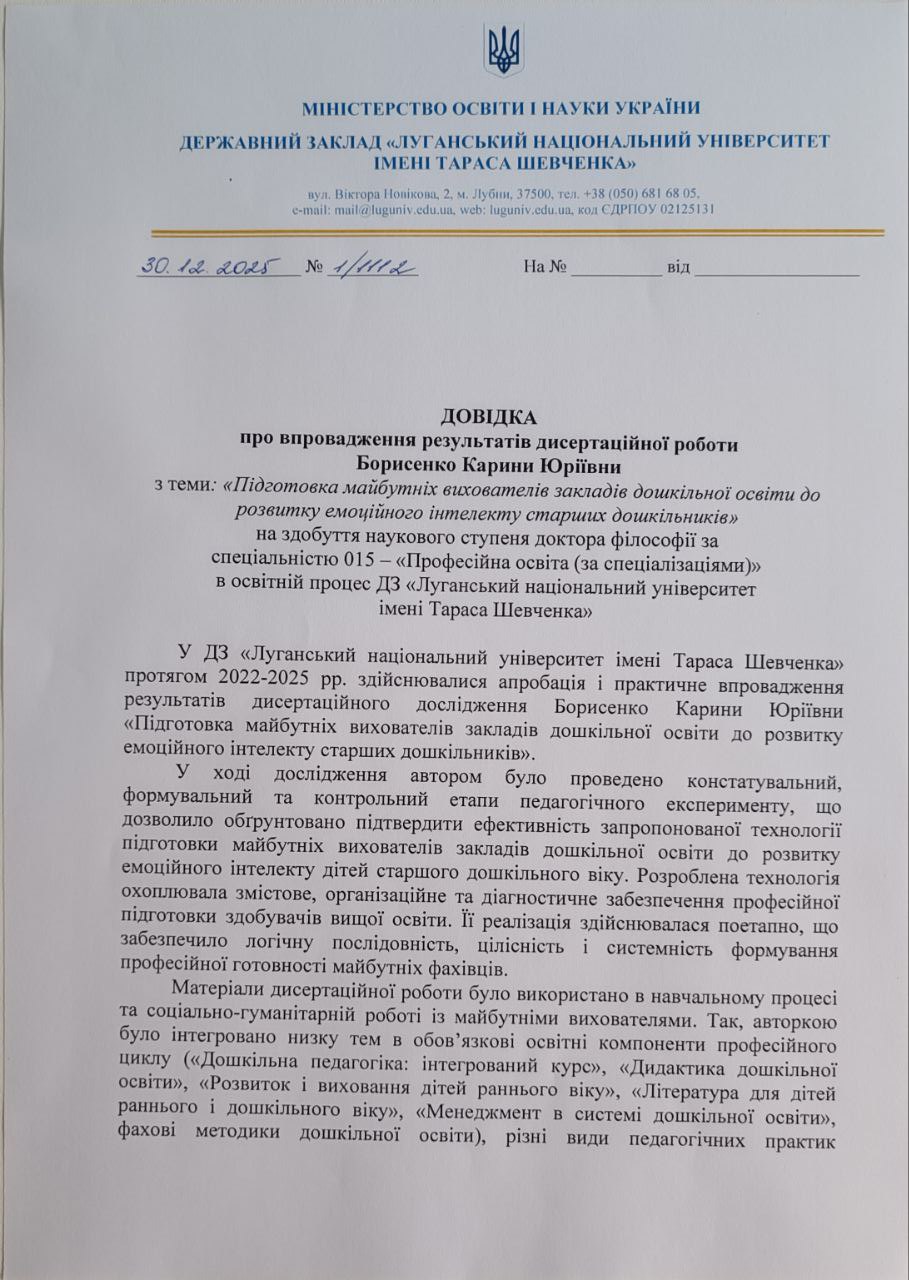 МІНІСТЕРСТВО ОСВІТИ І НАУКИ УКРАЇНИ
ДЕРЖАВНИЙ ЗАКЛАД «ЛУГАНСЬКИЙ НАЦІОНАЛЬНИЙ УНІВЕРСИТЕТ
ІМЕНІ ТАРАСА ШЕВЧЕНКА»
вул. Віктора Новікова, 2, м. Лубни, 37500, тел. +38 (050) 681 68 05,
e-mail: mail@luguniv.edu.ua, web: luguniv.edu.ua, код ЄДРПОУ 02125131
30.12.2025 № 1/1112 На № __________ від __________________
ДОВІДКА
про впровадження результатів дисертаційної роботи
Борисенко Карини Юріївни
з теми: «Підготовка майбутніх вихователів закладів дошкільної освіти до
розвитку емоційного інтелекту старших дошкільників»
на здобуття наукового ступеня доктора філософії за
спеціальністю 015 – «Професійна освіта (за спеціалізаціями)»
в освітній процес ДЗ «Луганський національний університет
імені Тараса Шевченка»
У ДЗ «Луганський національний університет імені Тараса Шевченка»
протягом 2022-2025 рр. здійснювалися апробація і практичне впровадження
результатів дисертаційного дослідження Борисенко Карини Юріївни
«Підготовка майбутніх вихователів закладів дошкільної освіти до розвитку
емоційного інтелекту старших дошкільників».
У ході дослідження автором було проведено констатувальний,
формувальний та контрольний етапи педагогічного експерименту, що
дозволило обґрунтовано підтвердити ефективність запропонованої технології
підготовки майбутніх вихователів закладів дошкільної освіти до розвитку
емоційного інтелекту дітей старшого дошкільного віку. Розроблена технологія
охоплювала змістове, організаційне та діагностичне забезпечення професійної
підготовки здобувачів вищої освіти. Її реалізація здійснювалася поетапно, що
забезпечило логічну послідовність, цілісність і системність формування
професійної готовності майбутніх фахівців.
Матеріали дисертаційної роботи було використано в навчальному процесі
та соціально-гуманітарній роботі із майбутніми вихователями. Так, авторкою
було інтегровано низку тем в обов’язкові освітні компоненти професійного
циклу («Дошкільна педагогіка: інтегрований курс», «Дидактика дошкільної
освіти», «Розвиток і виховання дітей раннього віку», «Література для дітей
раннього і дошкільного віку», «Менеджмент в системі дошкільної освіти»,
фахові методики дошкільної освіти), різні види педагогічних практик